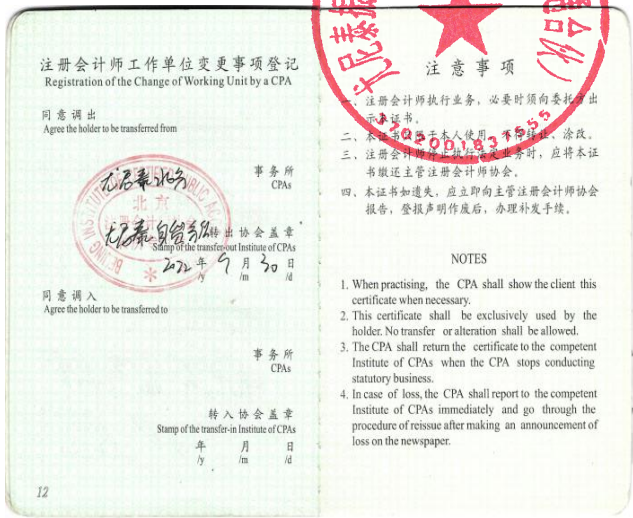 注册会计师工作单位变更事项登记
Registration of the Change of Working Unit by a CPA
同意调出
Agree the holder to be transferred from
事务所
CPAs
转出协会盖章
Stamp of the transfer-out Institute of CPAs
2022 年 9 月 30 日
/y /m /d
同意调入
Agree the holder to be transferred to
事务所
CPAs
转入协会盖章
Stamp of the transfer-in Institute of CPAs
年 月 日
/y /m /d
12
注意事项
一、注册会计师执行业务，必要时须向委托方出
示本证书。
二、本证书只限于本人使用，不得转让、涂改。
三、注册会计师停止执行法定业务时，应将本证
书缴还主管注册会计师协会。
四、本证书如遗失，应立即向主管注册会计师协会
报告，登报声明作废后，办理补发手续。
NOTES
1. When practising, the CPA shall show the client this
certificate when necessary.
2. This certificate shall be exclusively used by the
holder. No transfer or alteration shall be allowed.
3. The CPA shall return the certificate to the competent
Institute of CPAs when the CPA stops conducting
statutory business.
4. In case of loss, the CPA shall report to the competent
Institute of CPAs immediately and go through the
procedure of reissue after making an announcement of
loss on the newspaper.